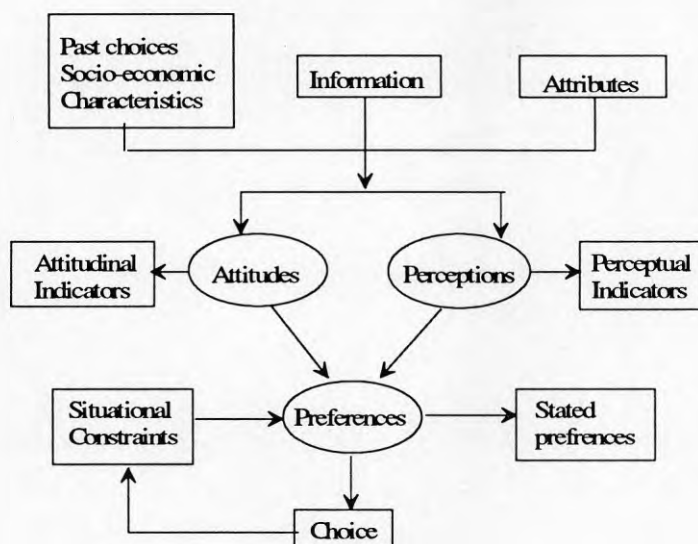 Past choices
Socio-economic
Characteristics
Information
Attributes
Attitudinal
Indicators
Attitudes
Perceptions
Perceptual
Indicators
Situational
Constraints
Preferences
Stated
prefrences
Choice